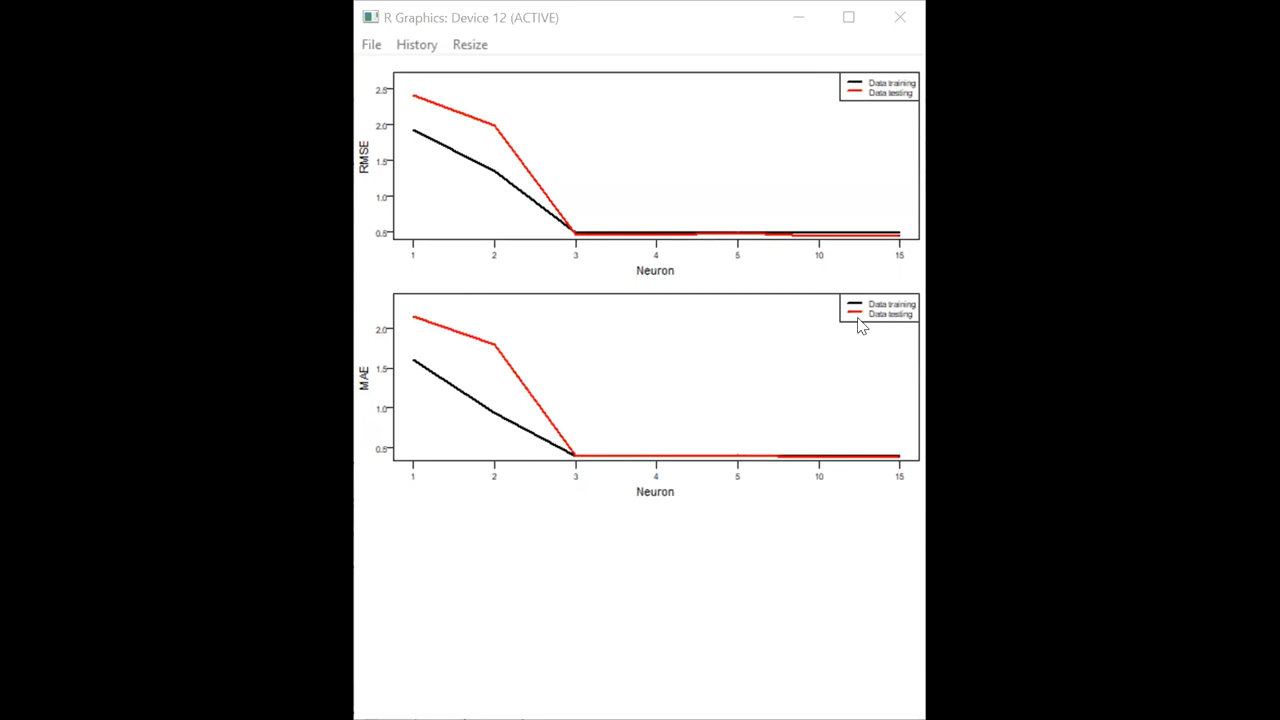 R Graphics: Device 12 (ACTIVE)
File History Resize
Data training
Data testing
RMSE
2.5
2.0
1.5
1.0
0.5
1 2 3 4 5 10 15
Neuron
Data training
Data testing
MAE
2.0
1.5
1.0
0.5
1 2 3 4 5 10 15
Neuron